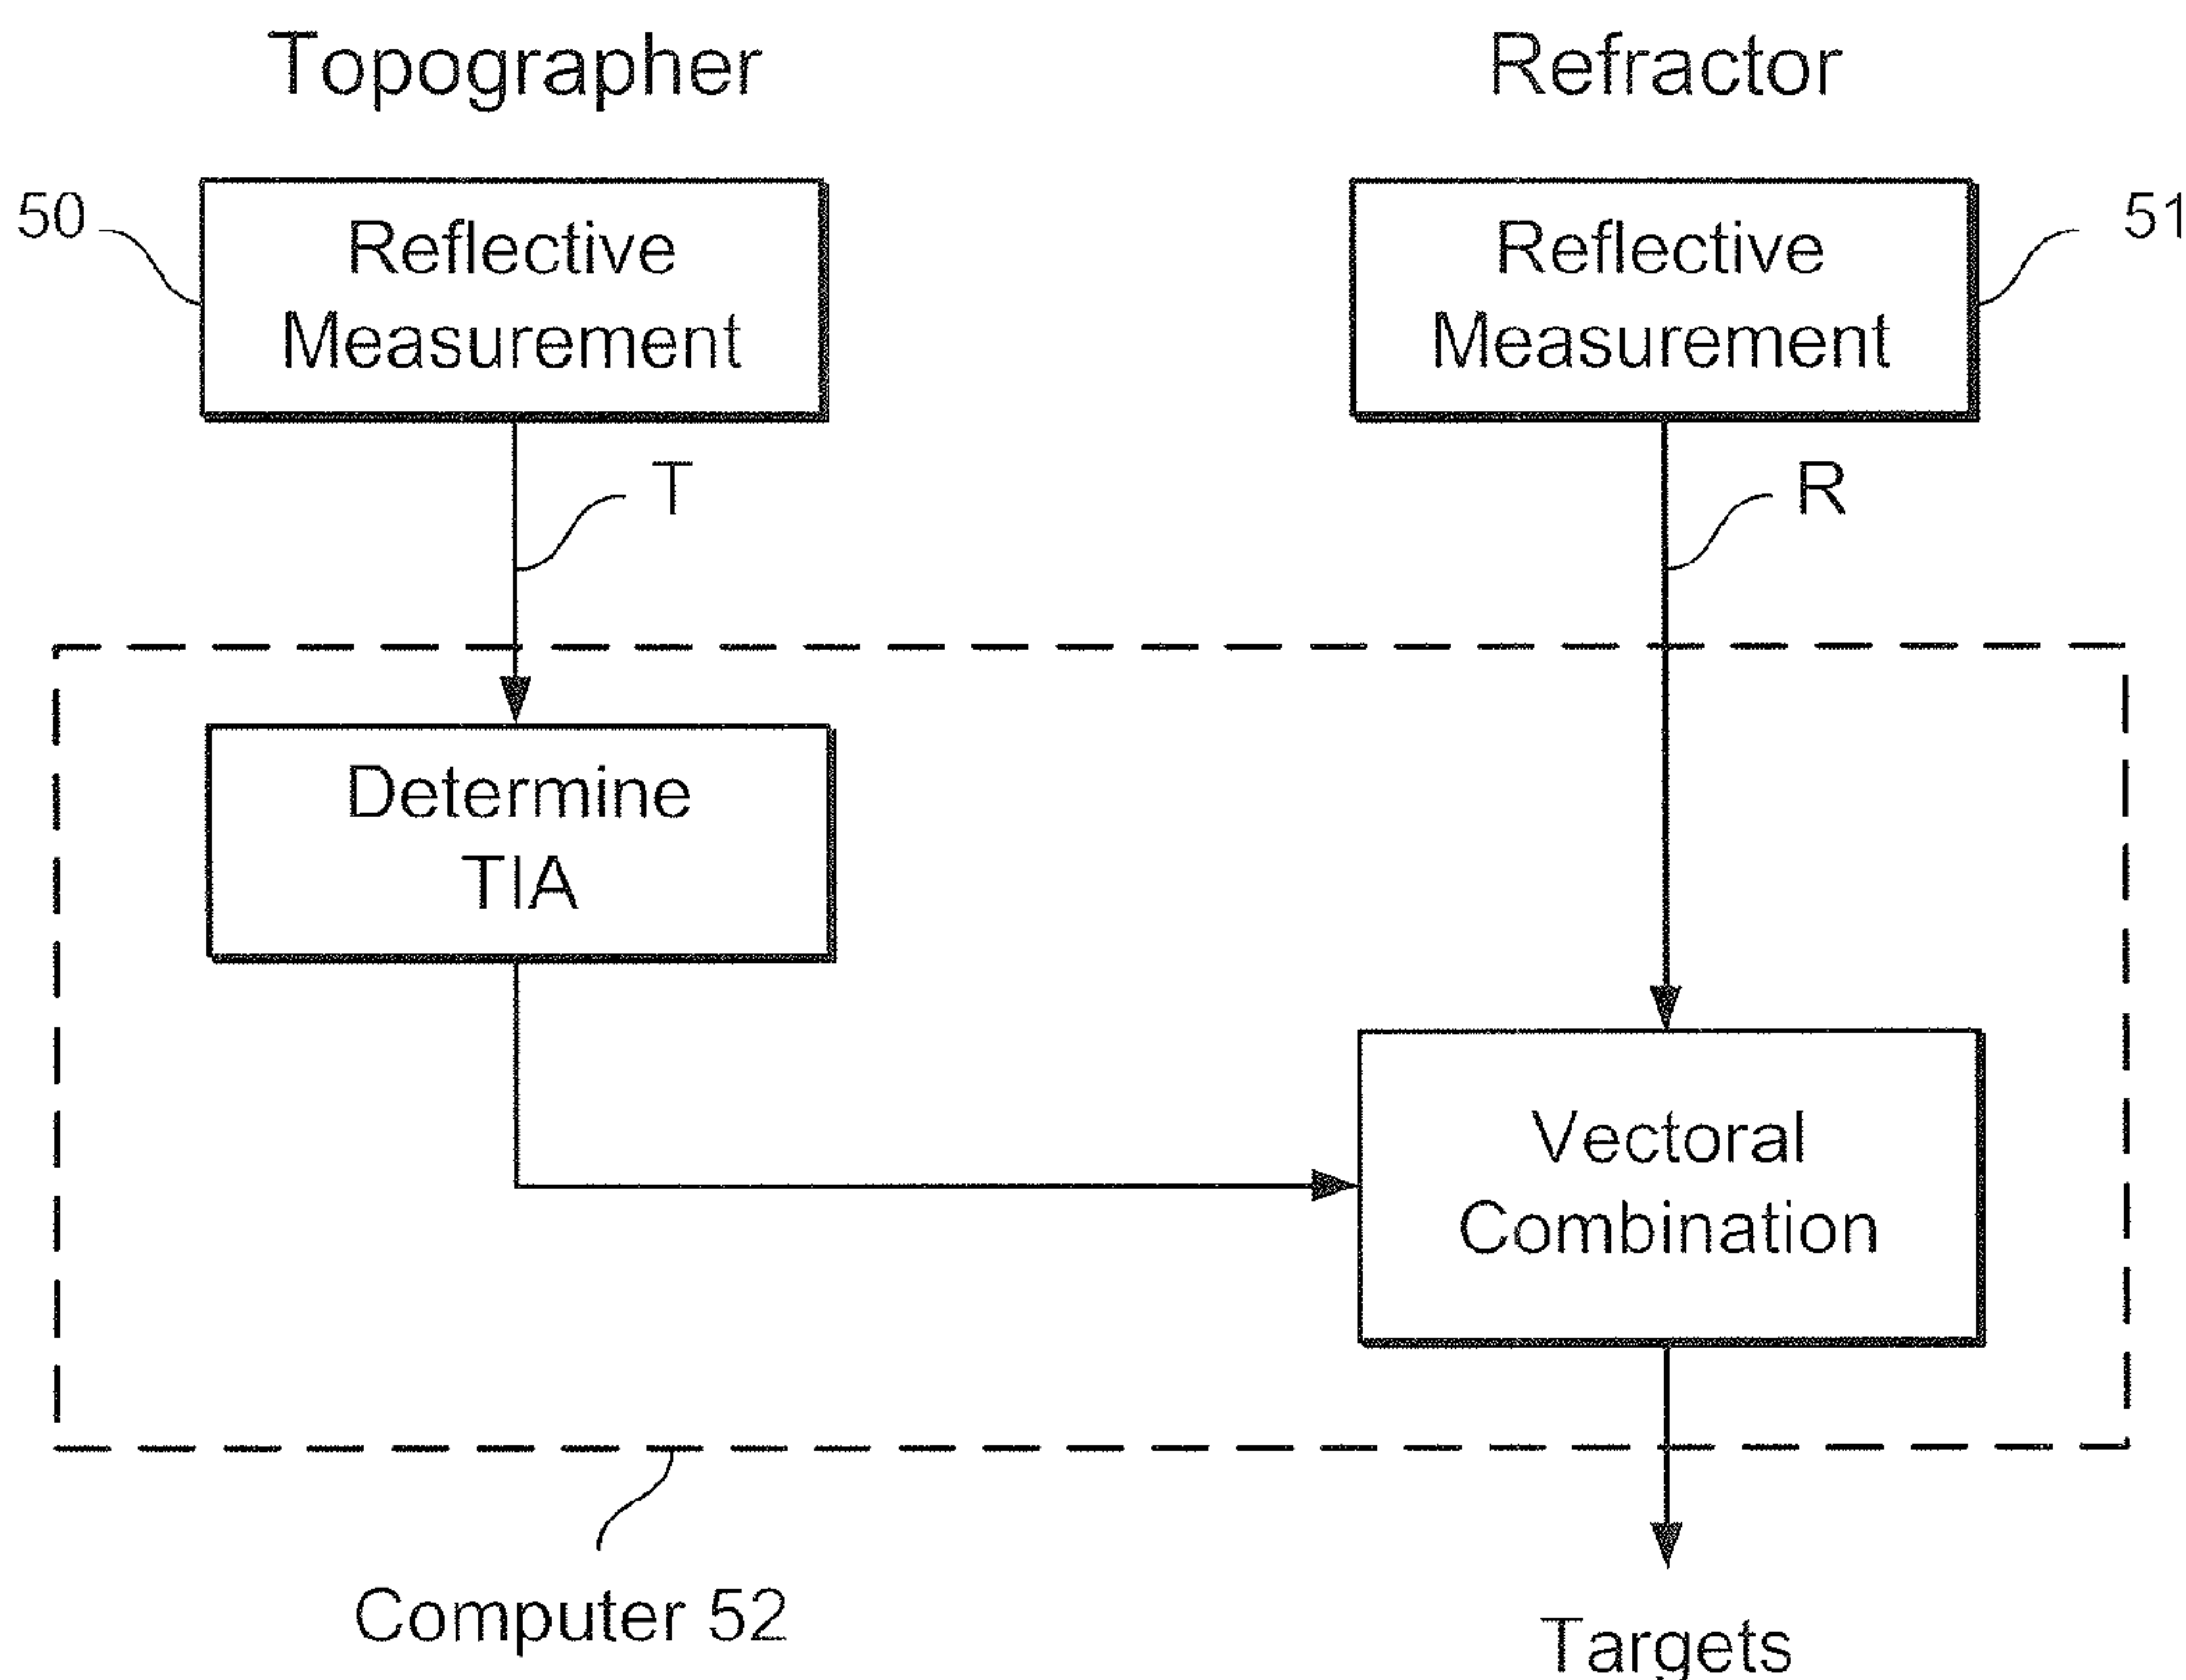 Topographer
Refractor
50
Reflective
Measurement
Reflective
Measurement
51
T
R
Determine
TIA
Vectoral
Combination
Computer 52
Targets